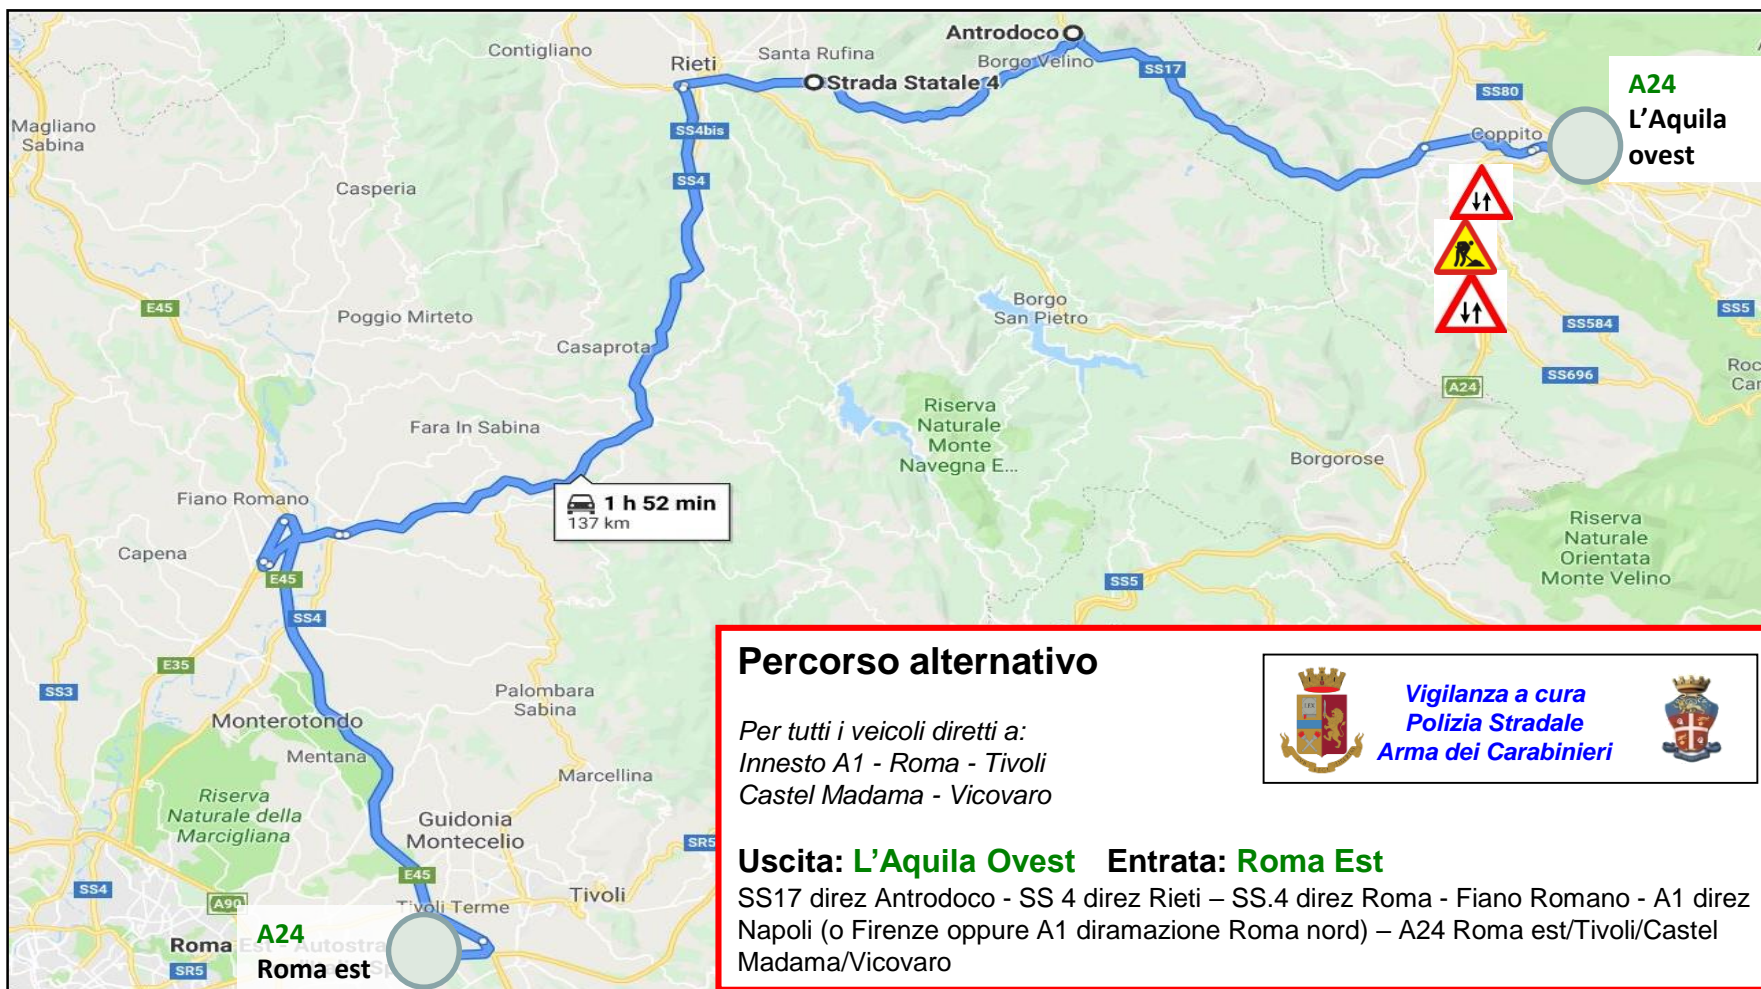 Antrodoco
Contigliano
Santa Rufina
Rieti
Borgo Velino
SS17
Strada Statale 4
A24
L'Aquila
ovest
SS80
Magliano
Sabina
SS4bis
Coppito
SS4
Casperia
E45
Poggio Mirteto
Borgo
San Pietro
SS5
SS584
Casaprota
Roc
Car
SS696
A24
Riserva
Naturale
Monte
Navegna E...
Fara In Sabina
Borgorose
Fiano Romano
1 h 52 min
137 km
Riserva
Naturale
Orientata
Monte Velino
Capena
E45
SS5
SS4
E35
SS3
Palombara
Sabina
Monterotondo
Mentana
Marcellina
Riserva
Naturale della
Marcigliana
Guidonia
Montecelio
SR5
E45
SS4
A90
Tivoli
Tivoli Terme
A24
Roma est
Roma Est - Autostra
SR5
Percorso alternativo
Per tutti i veicoli diretti a:
Innesto A1 - Roma - Tivoli
Castel Madama - Vicovaro
Vigilanza a cura
Polizia Stradale
Arma dei Carabinieri
Uscita: L'Aquila Ovest Entrata: Roma Est
SS17 direz Antrodoco - SS 4 direz Rieti – SS.4 direz Roma - Fiano Romano - A1 direz
Napoli (o Firenze oppure A1 diramazione Roma nord) – A24 Roma est/Tivoli/Castel
Madama/Vicovaro